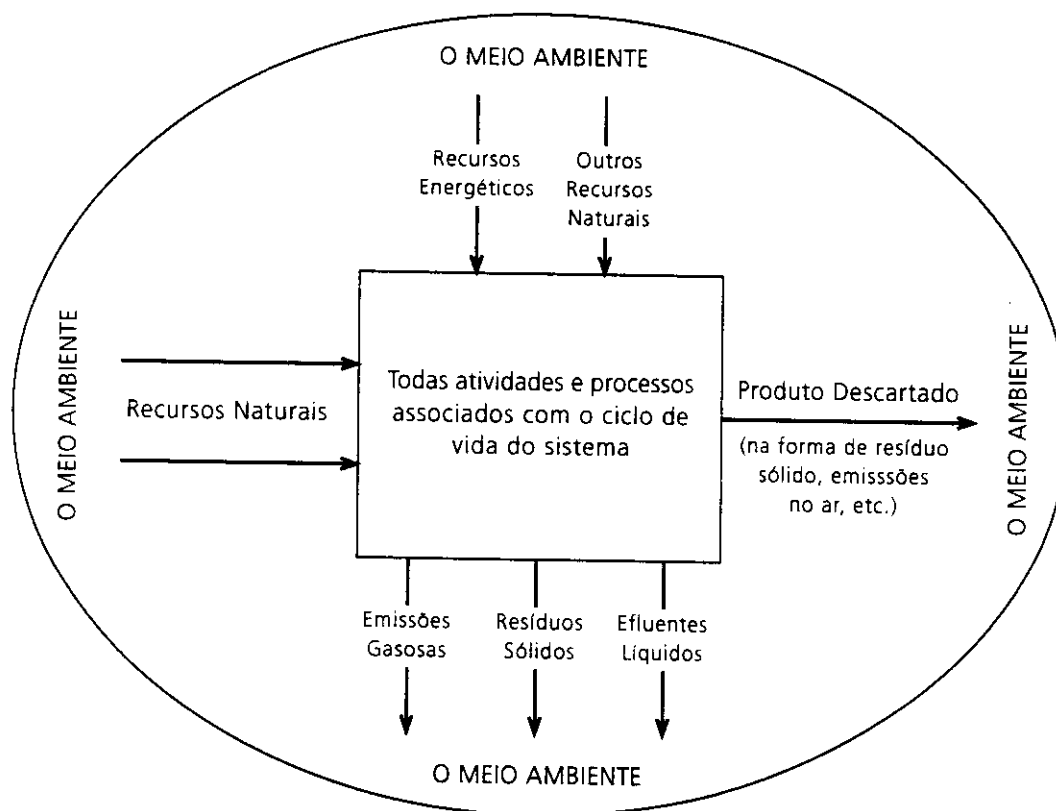 O MEIO AMBIENTE
Recursos
Energéticos
Outros
Recursos
Naturais
O MEIO AMBIENTE
Recursos Naturais
Todas atividades e processos
associados com o ciclo de
vida do sistema
Produto Descartado
(na forma de resíduo
sólido, emisssões
no ar, etc.)
O MEIO AMBIENTE
Emissões
Gasosas
Resíduos
Sólidos
Efluentes
Líquidos
O MEIO AMBIENTE